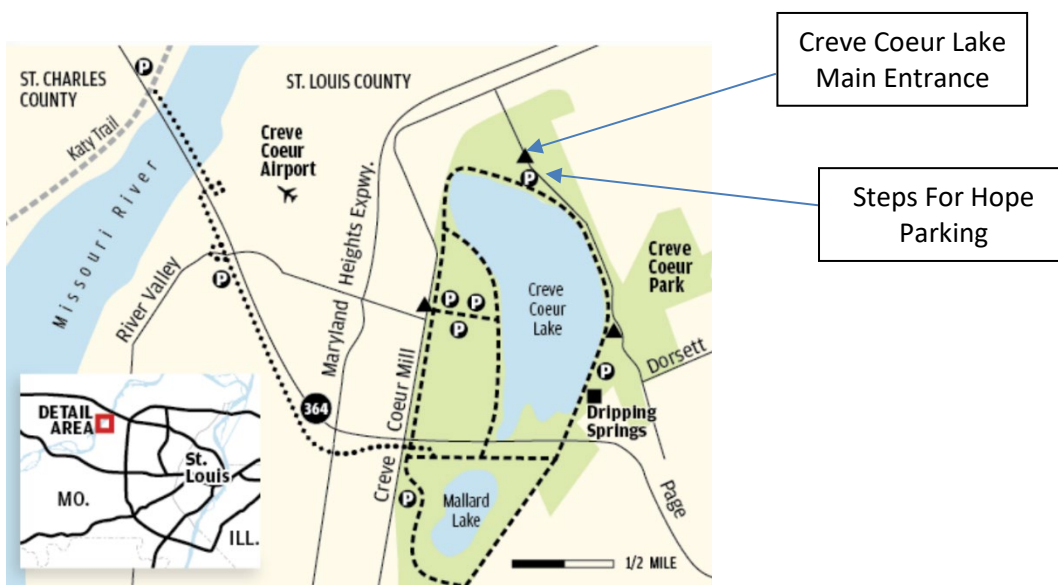 Creve Coeur Lake
Main Entrance
Steps For Hope
Parking
ST. CHARLES
COUNTY
ST. LOUIS COUNTY
P
Katy Trail
Creve
Coeur
Airport
Missouri River
Maryland Heights Expwy.
P
River Valley
P
Creve
Coeur
Park
Creve
Coeur
Lake
P
P
P
P
Dorsett
Dripping
Springs
364
Creve Coeur Mill
P
Mallard
Lake
Page
1/2 MILE
DETAIL
AREA
St.
Louis
MO.
ILL.